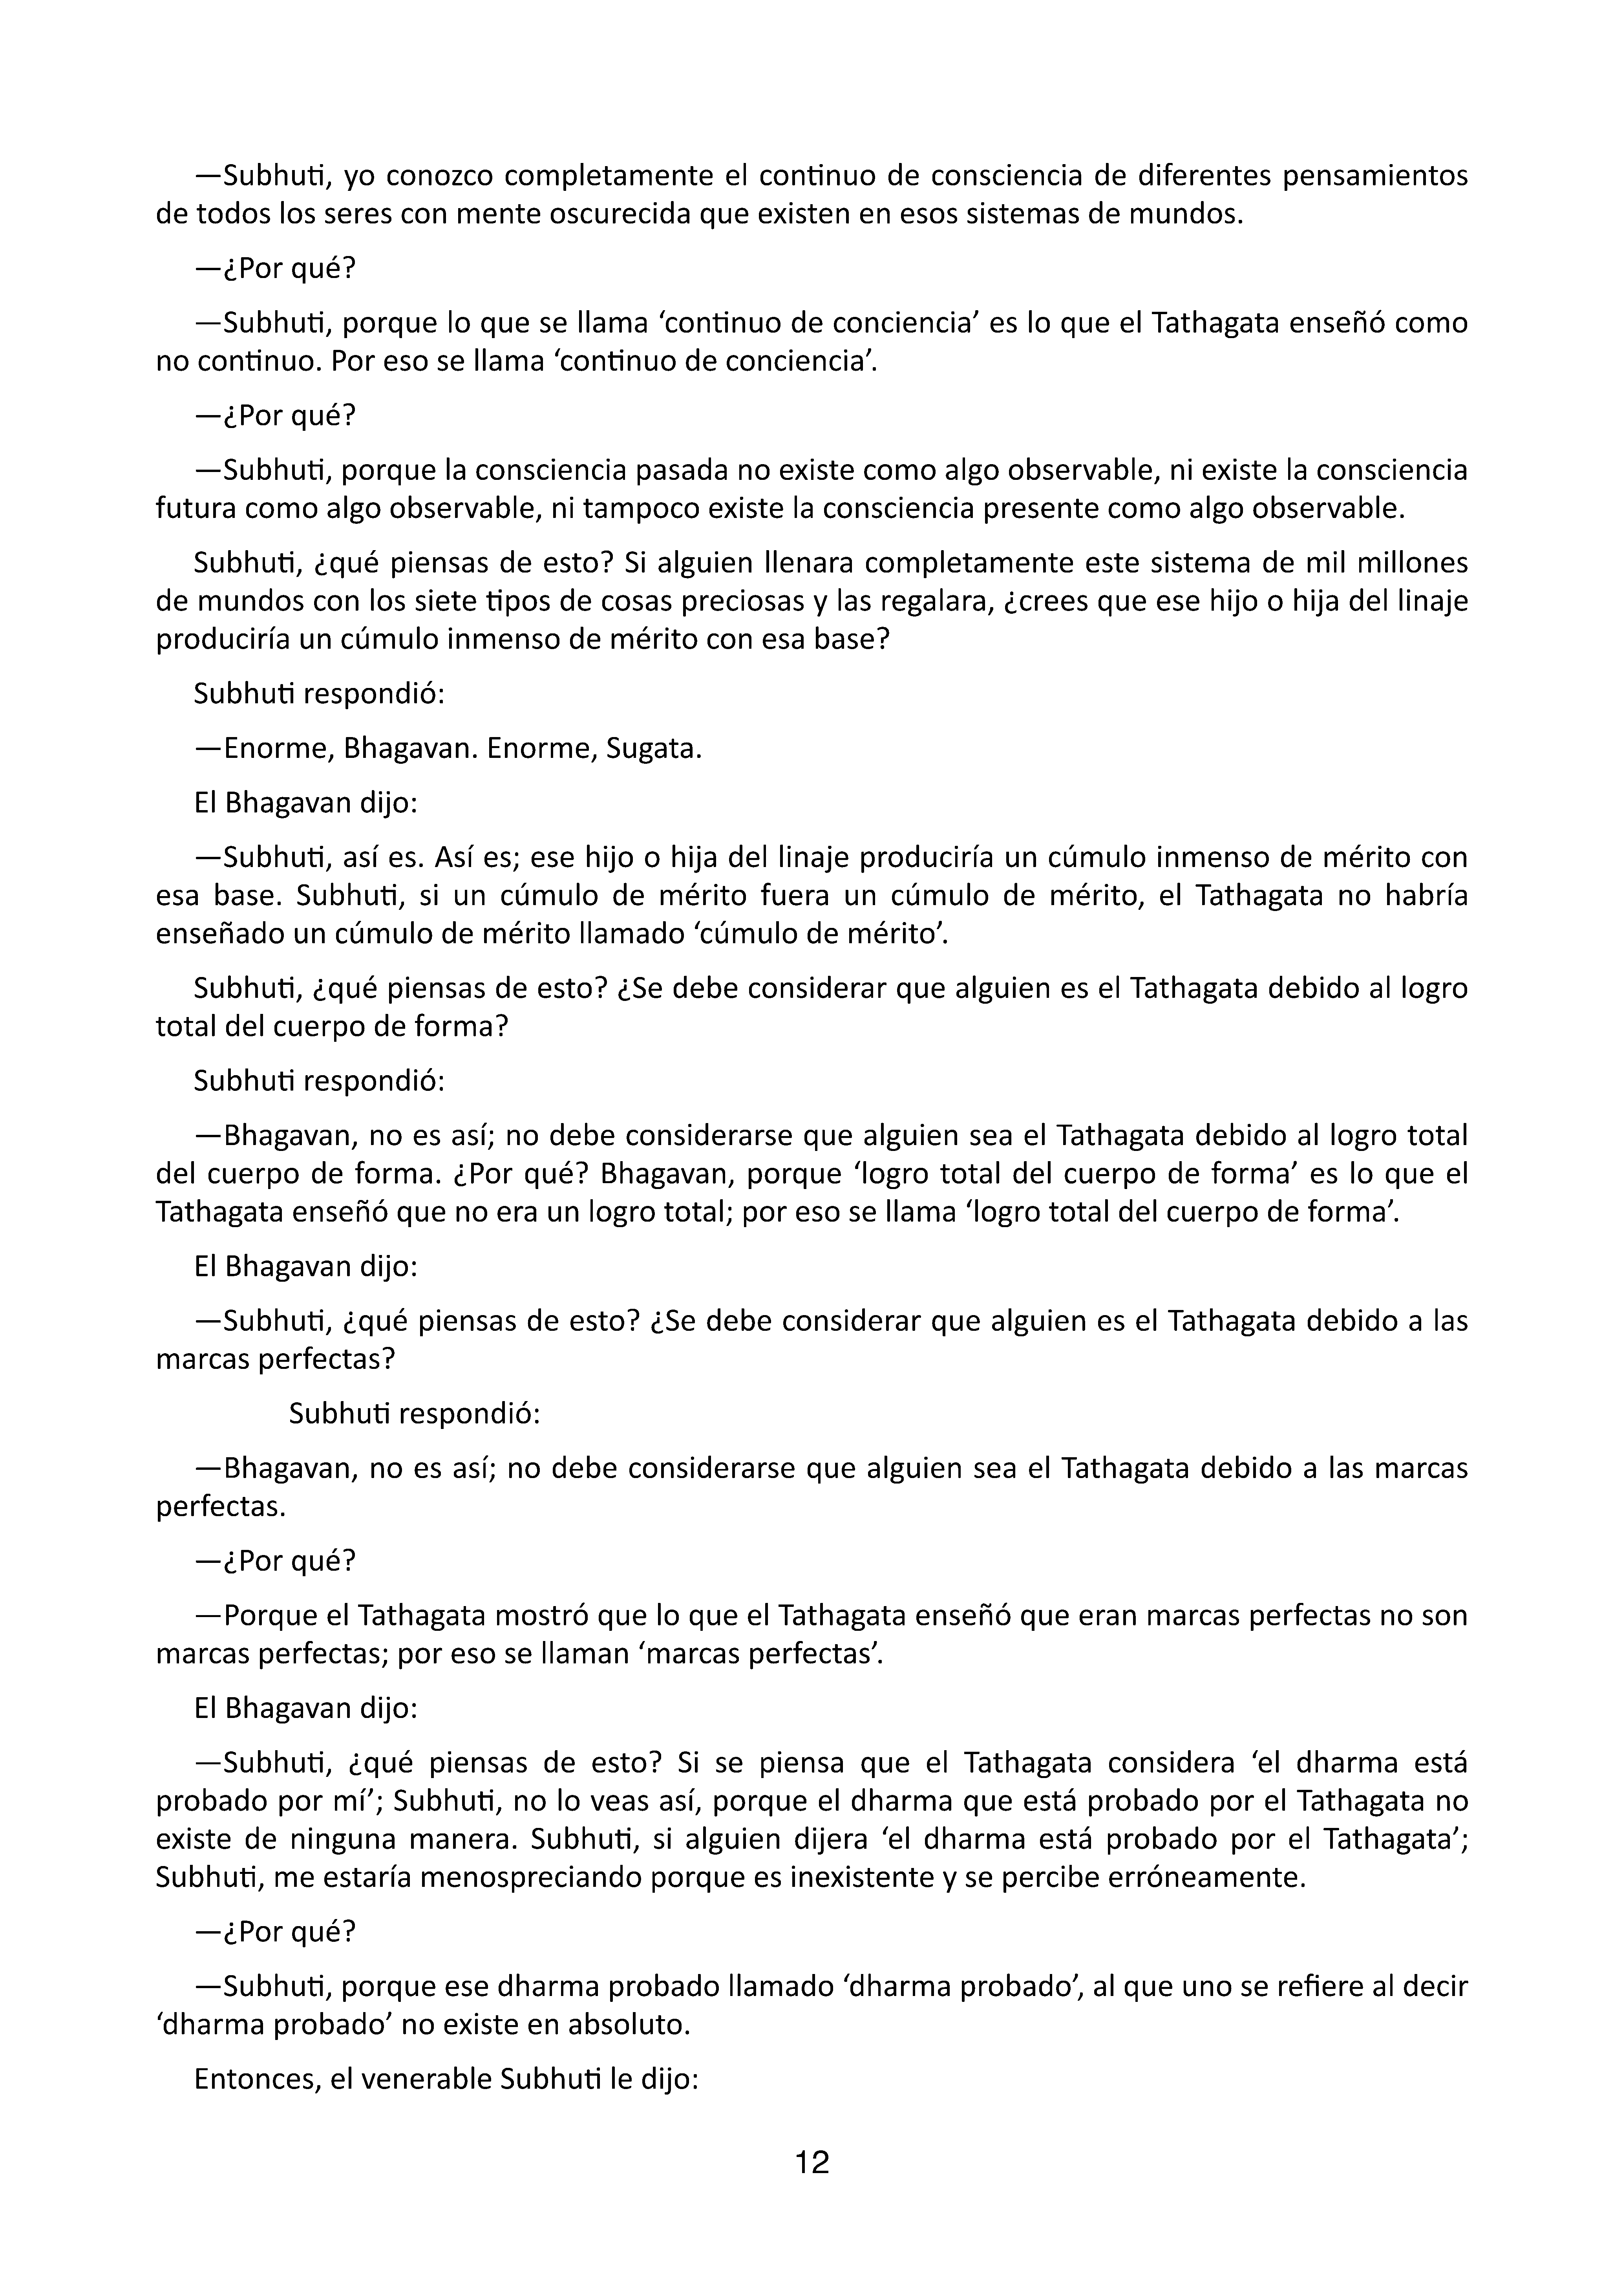 —Subhuti, yo conozco completamente el continuo de consciencia de diferentes pensamientos
de todos los seres con mente oscurecida que existen en esos sistemas de mundos.
—¿Por qué?
—Subhuti, porque lo que se llama ‘continuo de conciencia’ es lo que el Tathagata enseñó como
no continuo. Por eso se llama ‘continuo de conciencia’.
—¿Por qué?
—Subhuti, porque la consciencia pasada no existe como algo observable, ni existe la consciencia
futura como algo observable, ni tampoco existe la consciencia presente como algo observable.
Subhuti, ¿qué piensas de esto? Si alguien llenara completamente este sistema de mil millones
de mundos con los siete tipos de cosas preciosas y las regalara, ¿crees que ese hijo o hija del linaje
produciría un cúmulo inmenso de mérito con esa base?
Subhuti respondió:
—Enorme, Bhagavan. Enorme, Sugata.
El Bhagavan dijo:
—Subhuti, así es. Así es; ese hijo o hija del linaje produciría un cúmulo inmenso de mérito con
esa base. Subhuti, si un cúmulo de mérito fuera un cúmulo de mérito, el Tathagata no habría
enseñado un cúmulo de mérito llamado ‘cúmulo de mérito’.
Subhuti, ¿qué piensas de esto? ¿Se debe considerar que alguien es el Tathagata debido al logro
total del cuerpo de forma?
Subhuti respondió:
—Bhagavan, no es así; no debe considerarse que alguien sea el Tathagata debido al logro total
del cuerpo de forma. ¿Por qué? Bhagavan, porque ‘logro total del cuerpo de forma’ es lo que el
Tathagata enseñó que no era un logro total; por eso se llama ‘logro total del cuerpo de forma’.
El Bhagavan dijo:
—Subhuti, ¿qué piensas de esto? ¿Se debe considerar que alguien es el Tathagata debido a las
marcas perfectas?
Subhuti respondió:
—Bhagavan, no es así; no debe considerarse que alguien sea el Tathagata debido a las marcas
perfectas.
—¿Por qué?
—Porque el Tathagata mostró que lo que el Tathagata enseñó que eran marcas perfectas no son
marcas perfectas; por eso se llaman ‘marcas perfectas’.
El Bhagavan dijo:
—Subhuti, ¿qué piensas de esto? Si se piensa que el Tathagata considera ‘el dharma está
probado por mí’; Subhuti, no lo veas así, porque el dharma que está probado por el Tathagata no
existe de ninguna manera. Subhuti, si alguien dijera ‘el dharma está probado por el Tathagata’;
Subhuti, me estaría menospreciando porque es inexistente y se percibe erróneamente.
—¿Por qué?
—Subhuti, porque ese dharma probado llamado ‘dharma probado’, al que uno se refiere al decir
‘dharma probado’ no existe en absoluto.
Entonces, el venerable Subhuti le dijo:
12